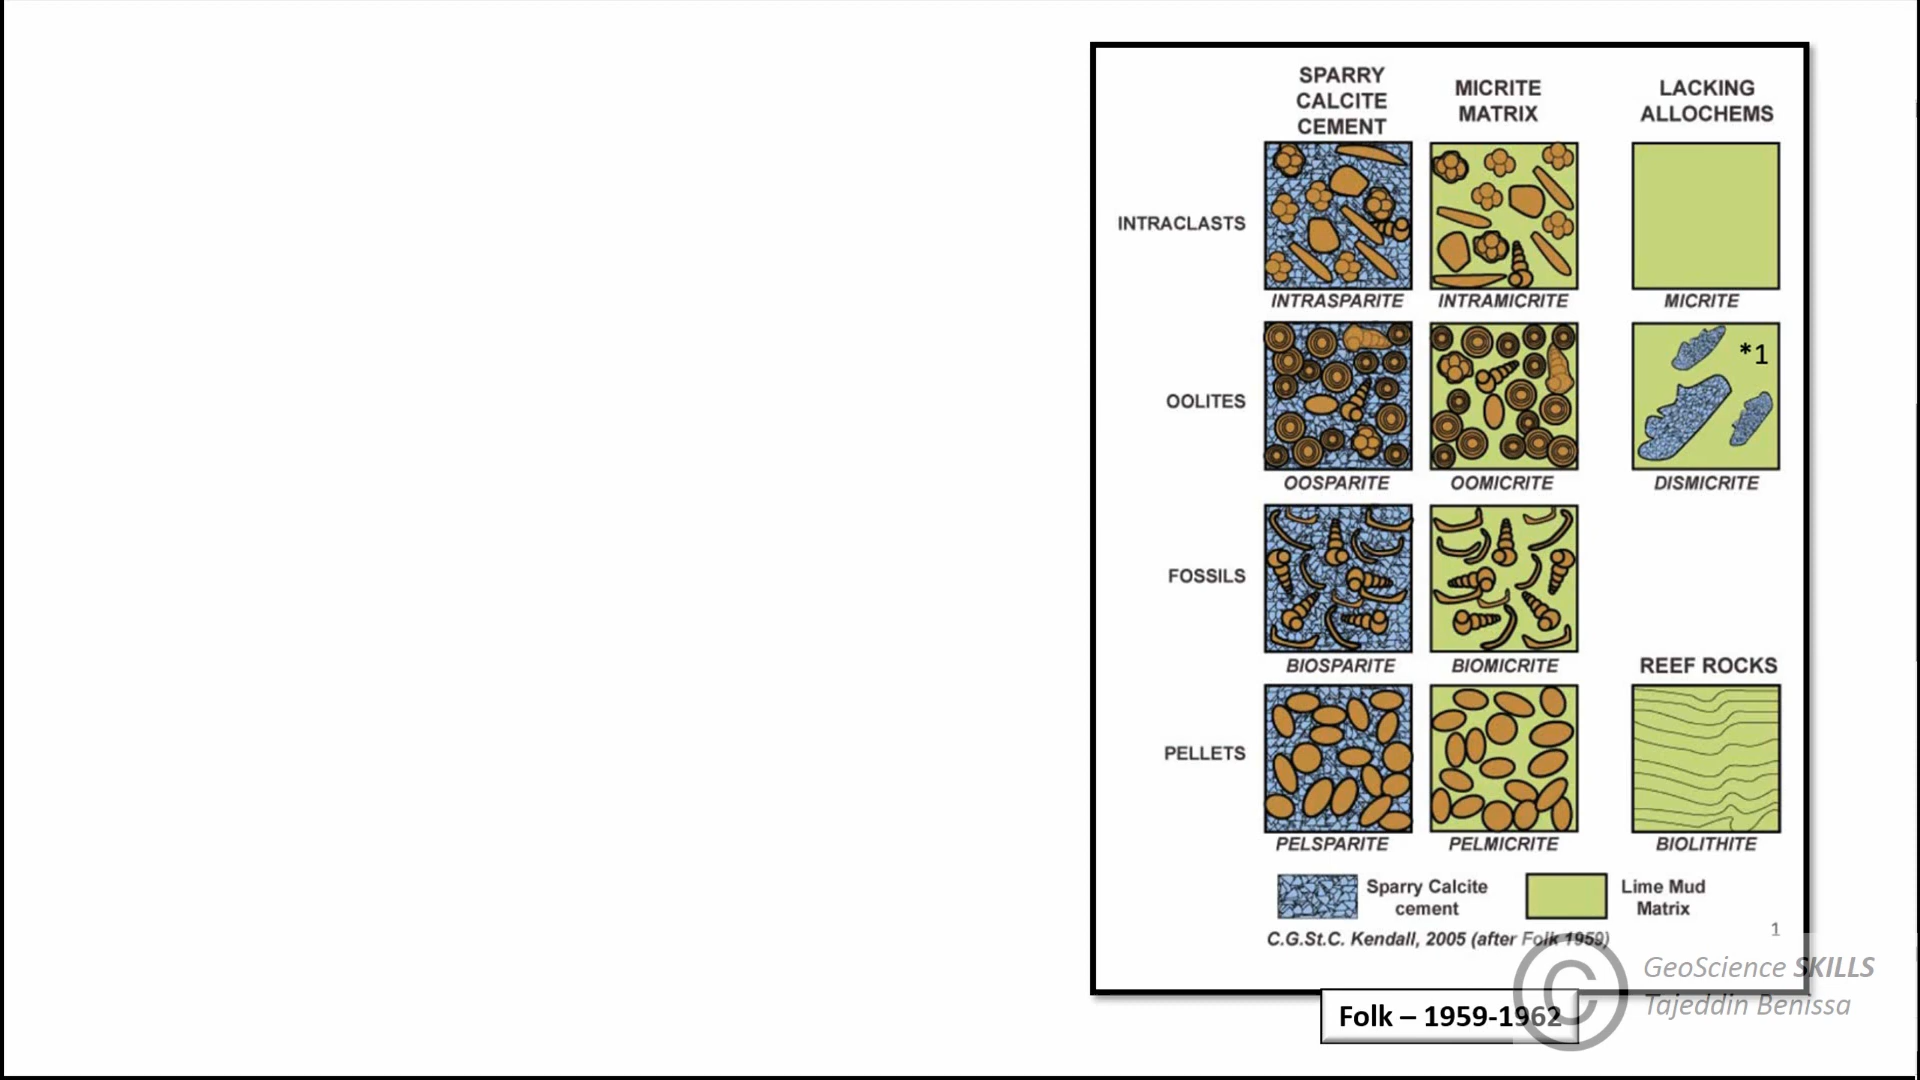 SPARRY
CALCITE
CEMENT
MICRITE
MATRIX
LACKING
ALLOCHEMS
INTRACLASTS
INTRASPARITE
INTRAMICRITE
MICRITE
OOLITES
*1
OOSPARITE
OOMICRITE
DISMICRITE
FOSSILS
BIOSPARITE
BIOMICRITE
REEF ROCKS
PELLETS
PELSPARITE
PELMICRITE
BIOLITHITE
Sparry Calcite
cement
Lime Mud
Matrix
C.G.St.C. Kendall, 2005 (after Folk 1959)
1
©
GeoScience SKILLS
Tajeddin Benissa
Folk – 1959-1962